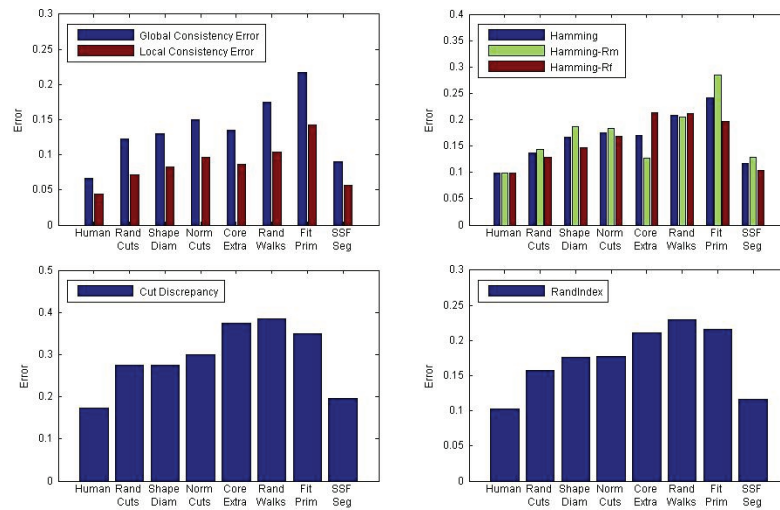 0.3
0.25
0.2
0.15
0.1
0.05
0
Error
Global Consistency Error
Local Consistency Error
Human Rand Shape Norm Core Rand Fit SSF
Cuts Diam Cuts Extra Walks Prim Seg
0.4
0.35
0.3
0.25
0.2
0.15
0.1
0.05
0
Error
Hamming
Hamming-Rm
Hamming-Rf
Human Rand Shape Norm Core Rand Fit SSF
Cuts Diam Cuts Extra Walks Prim Seg
0.5
0.4
0.3
0.2
0.1
0
Error
Cut Discrepancy
Human Rand Shape Norm Core Rand Fit SSF
Cuts Diam Cuts Extra Walks Prim Seg
0.3
0.25
0.2
0.15
0.1
0.05
0
Error
RandIndex
Human Rand Shape Norm Core Rand Fit SSF
Cuts Diam Cuts Extra Walks Prim Seg